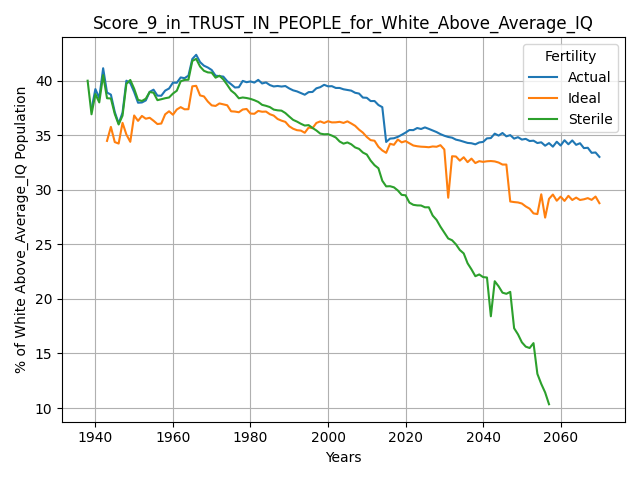 Score_9_in_TRUST_IN_PEOPLE_for_White_Above_Average_IQ
Fertility
Actual
Ideal
Sterile
% of White Above_Average_IQ Population
40
35
30
25
20
15
10
1940
1960
1980
2000
2020
2040
2060
Years